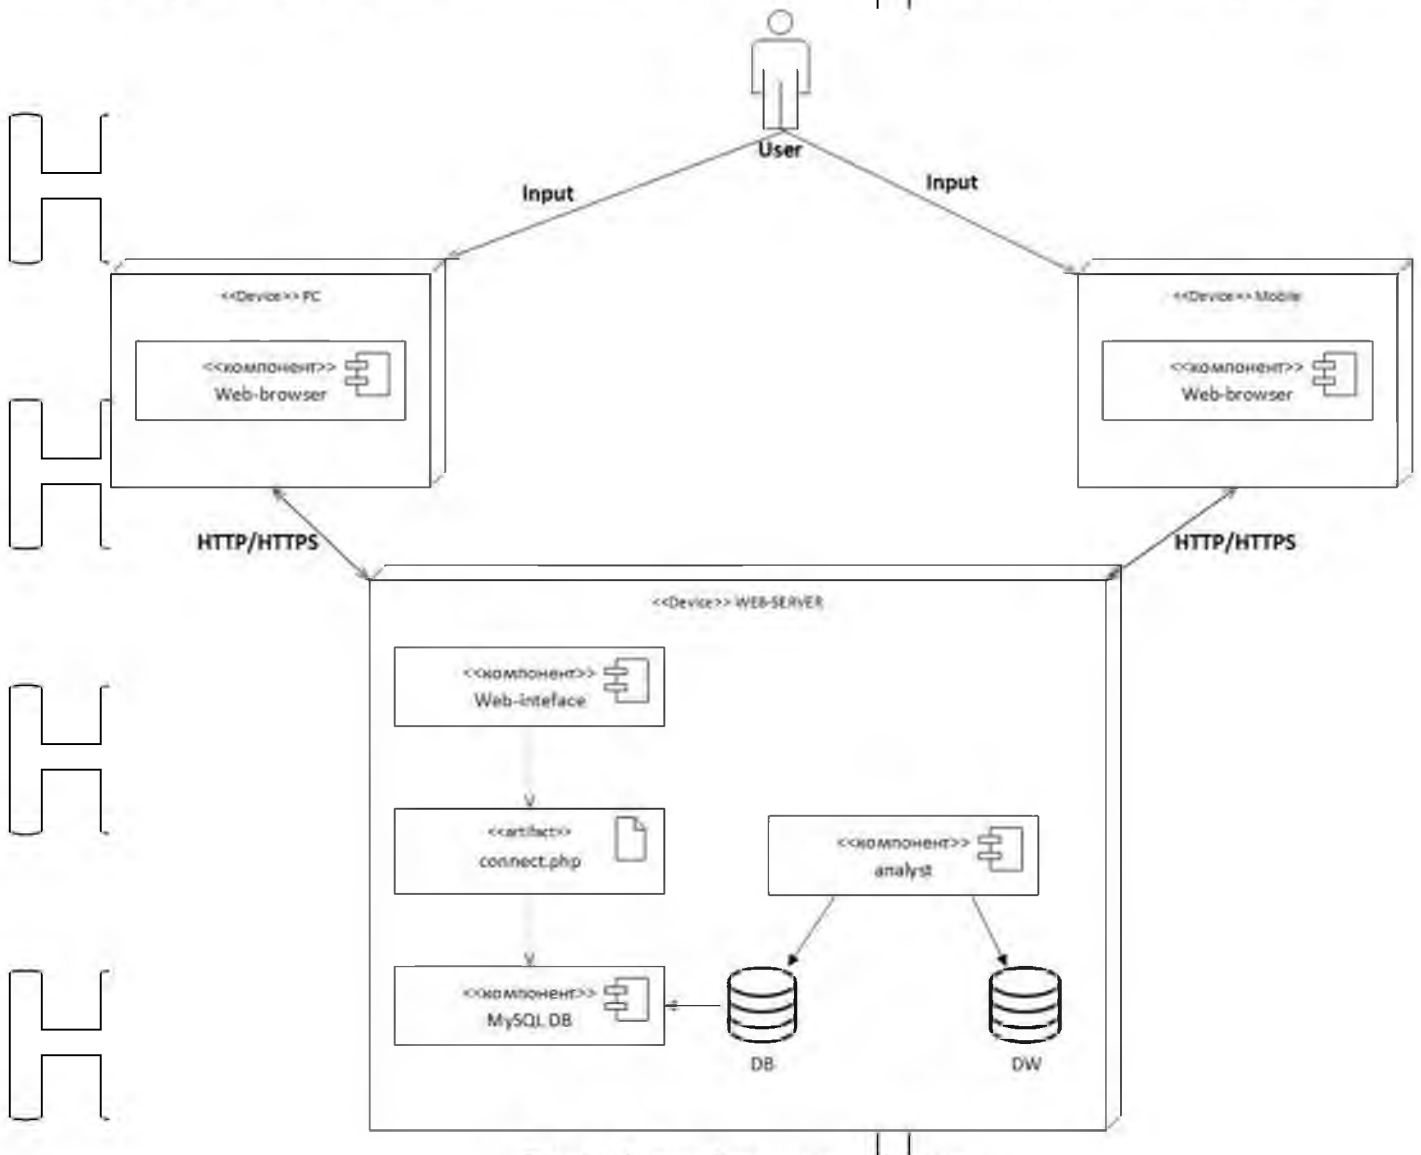 User
Input
Input
<<Device>> PC
<<компонент>>
Web-browser
<<Device>> Mobile
<<компонент>>
Web-browser
HTTP/HTTPS
HTTP/HTTPS
<<Device>> WEB-SERVER
<<компонент>>
Web-inteface
<<artifact>>
connect.php
<<компонент>>
analyst
<<компонент>>
MySQL DB
DB
DW